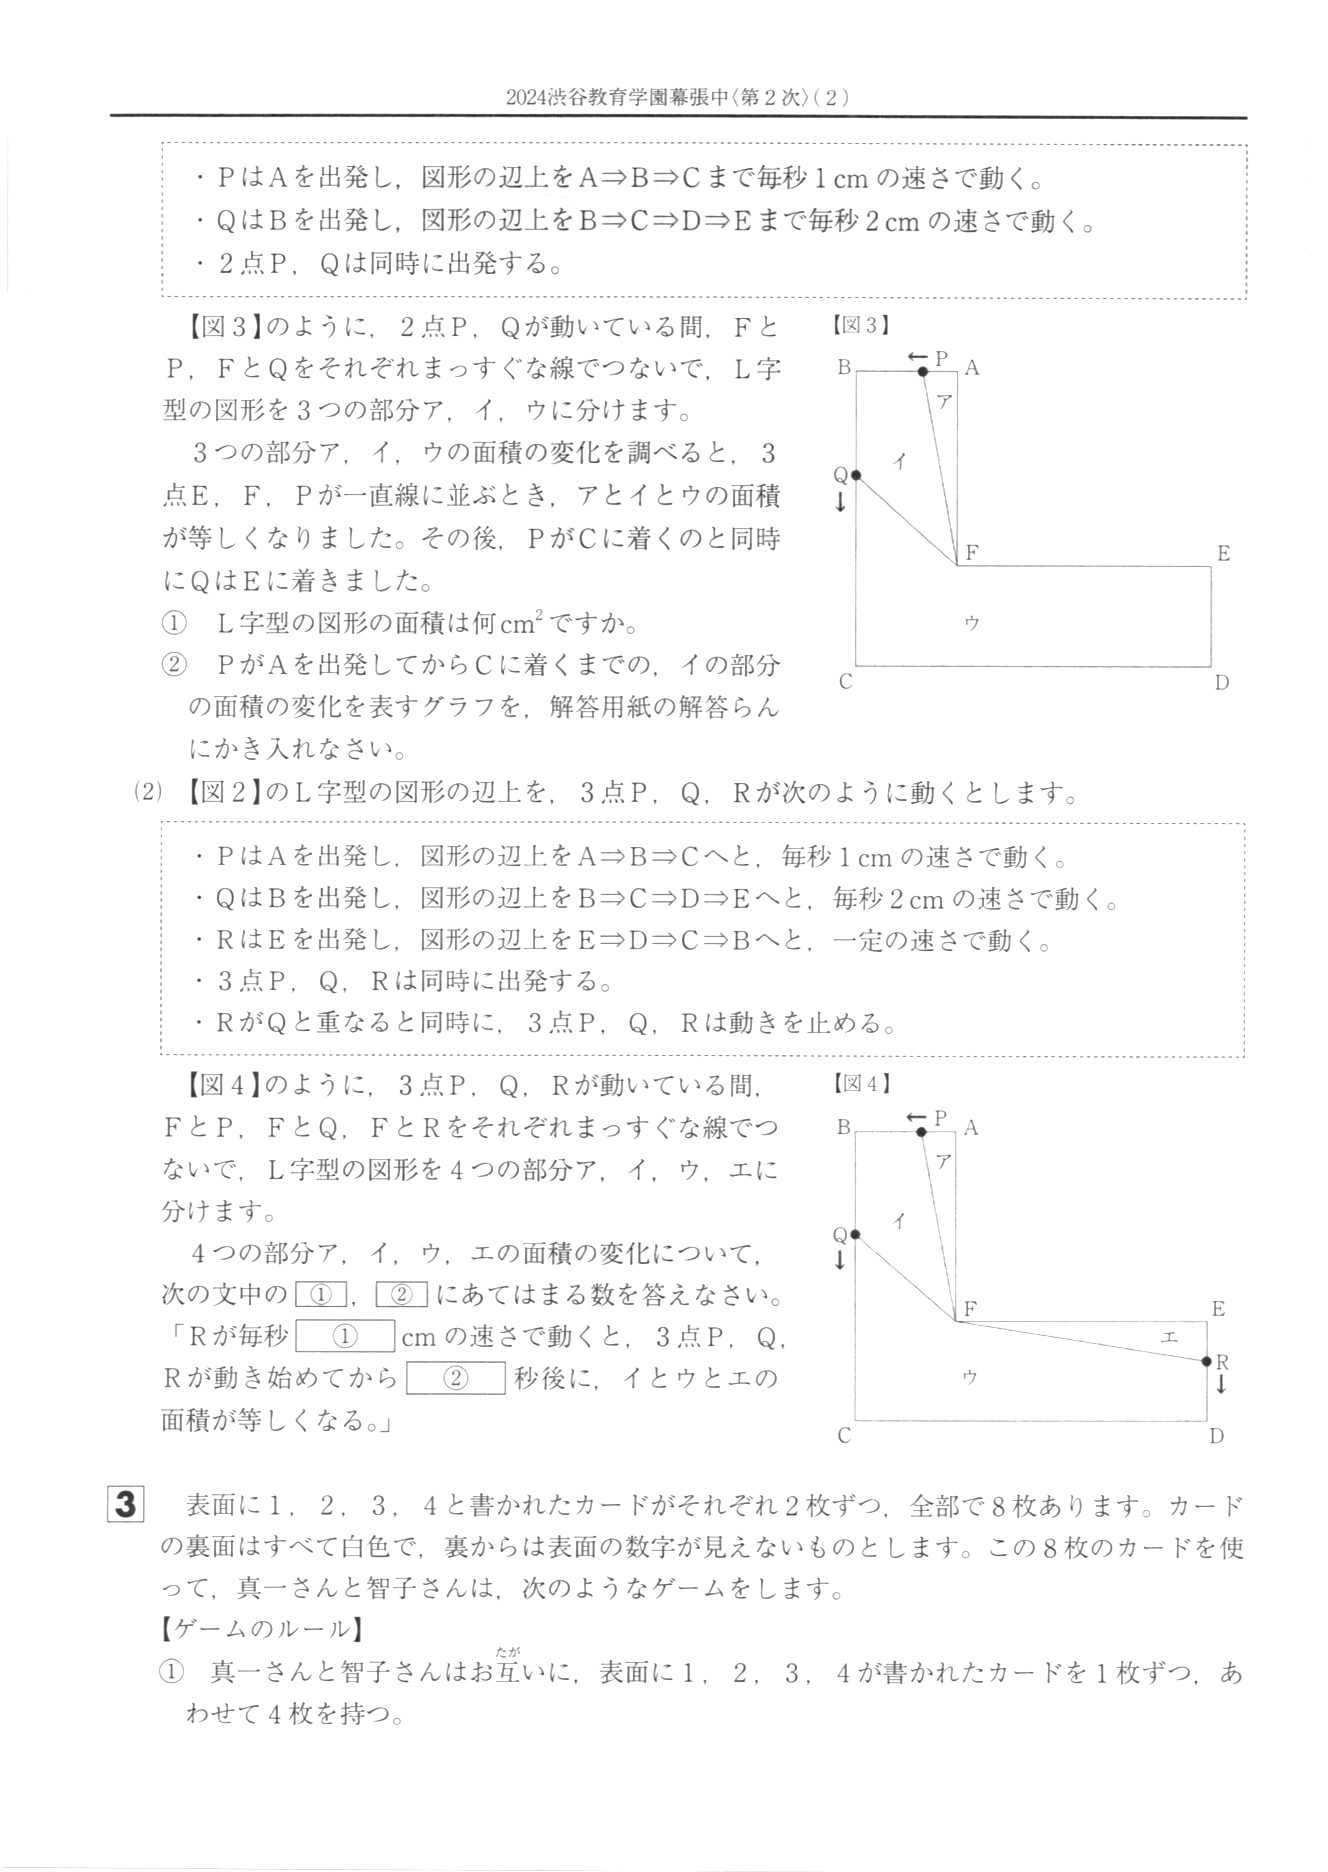 2024渋谷教育学園幕張中〈第2次〉(2)
・PはAを出発し，図形の辺上をA⇒B⇒Cまで毎秒1cmの速さで動く。
・QはBを出発し，図形の辺上をB⇒C⇒D⇒Eまで毎秒2cmの速さで動く。
・2点P，Qは同時に出発する。
【図3】のように，2点P，Qが動いている間，Fと
P，FとQをそれぞれまっすぐな線でつないで，L字
型の図形を3つの部分ア，イ，ウに分けます。
3つの部分ア，イ，ウの面積の変化を調べると，3
点E，F，Pが一直線に並ぶとき，アとイとウの面積
が等しくなりました。その後，PがCに着くのと同時
にQはEに着きました。
① L字型の図形の面積は何cm²ですか。
② PがAを出発してからCに着くまでの，イの部分
の面積の変化を表すグラフを，解答用紙の解答らん
にかき入れなさい。
【図3】
B ← P A
ア
イ
Q
↓
F E
ウ
C D
(2) 【図2】のL字型の図形の辺上を，3点P，Q，Rが次のように動くとします。
・PはAを出発し，図形の辺上をA⇒B⇒Cへと，毎秒1cmの速さで動く。
・QはBを出発し，図形の辺上をB⇒C⇒D⇒Eへと，毎秒2cmの速さで動く。
・RはEを出発し，図形の辺上をE⇒D⇒C⇒Bへと，一定の速さで動く。
・3点P，Q，Rは同時に出発する。
・RがQと重なると同時に，3点P，Q，Rは動きを止める。
【図4】のように，3点P，Q，Rが動いている間，
FとP，FとQ，FとRをそれぞれまっすぐな線でつ
ないで，L字型の図形を4つの部分ア，イ，ウ，エに
分けます。
4つの部分ア，イ，ウ，エの面積の変化について，
次の文中の①，②にあてはまる数を答えなさい。
「Rが毎秒①cmの速さで動くと，3点P，Q，
Rが動き始めてから②秒後に，イとウとエの
面積が等しくなる。」
【図4】
B ← P A
ア
イ
Q
↓
F E
エ
R
↓
ウ
C D
3 表面に1，2，3，4と書かれたカードがそれぞれ2枚ずつ，全部で8枚あります。カード
の裏面はすべて白色で，裏からは表面の数字が見えないものとします。この8枚のカードを使
って，真一さんと智子さんは，次のようなゲームをします。
【ゲームのルール】
たが
① 真一さんと智子さんはお互いに，表面に1，2，3，4が書かれたカードを1枚ずつ，あ
わせて4枚を持つ。